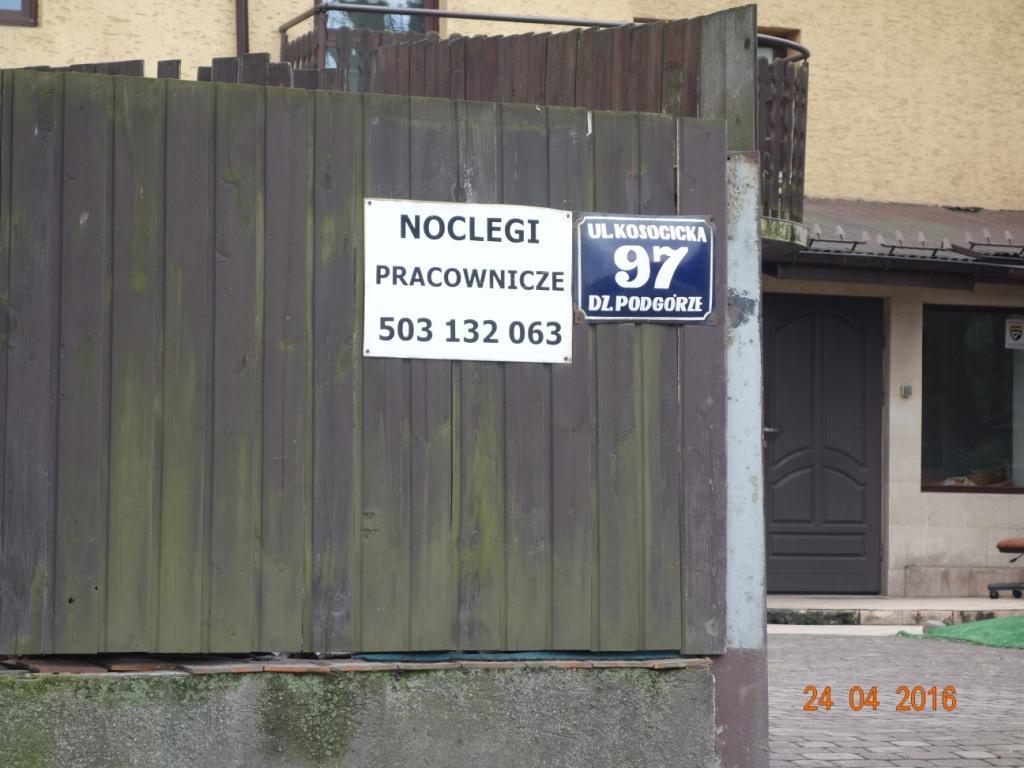 NOCLEGI
PRACOWNICZE
503 132 063
UL. KOSOCICKA
97
DZ. PODGÓRZE
24 04 2016